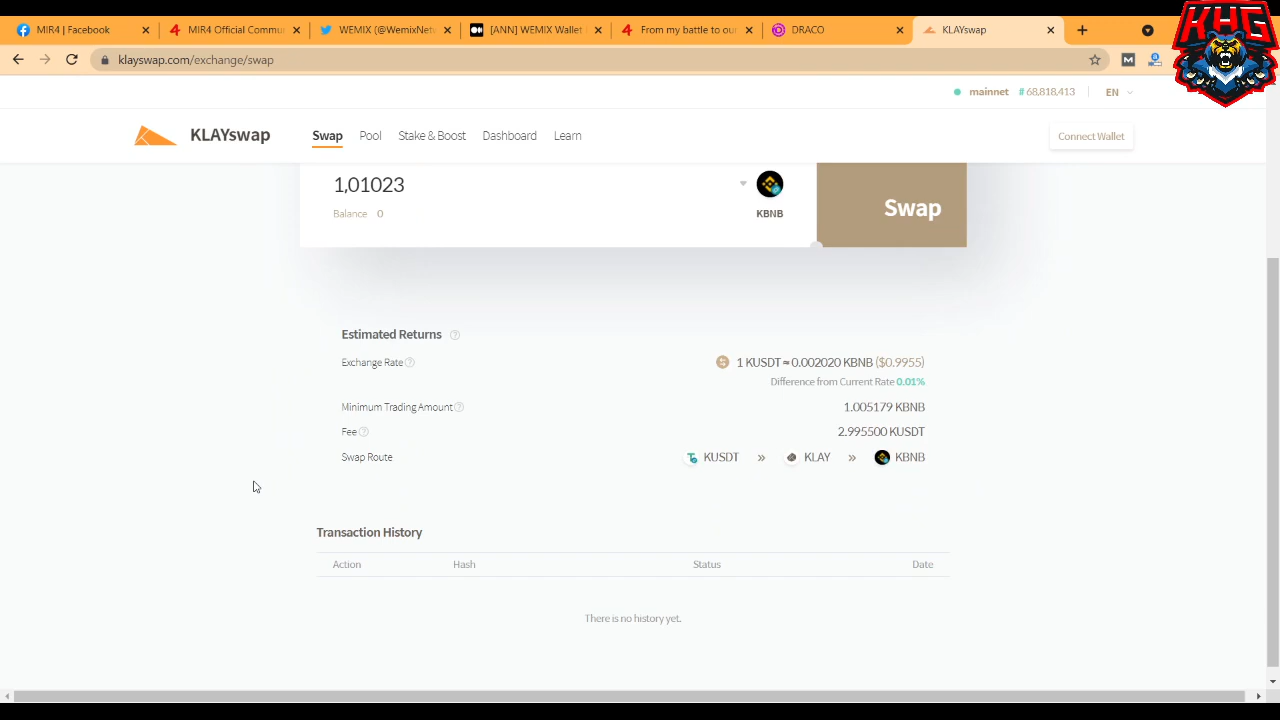 MIR4 | Facebook
MIR4 Official Commu
WEMIX (@WemixNetw
[ANN] WEMIX Wallet
From my battle to our
DRACO
KLAYswap
KHG
klayswap.com/exchange/swap
M
mainnet # 68,818,413 EN
KLAYswap
Swap Pool Stake & Boost Dashboard Learn Connect Wallet
1,01023
Swap
Balance 0 KBNB
Estimated Returns
Exchange Rate 1 KUSDT ≈ 0.002020 KBNB ($0.9955)
Difference from Current Rate 0.01%
Minimum Trading Amount 1.005179 KBNB
Fee 2.995500 KUSDT
Swap Route KUSDT » KLAY » KBNB
Transaction History
Action Hash Status Date
There is no history yet.